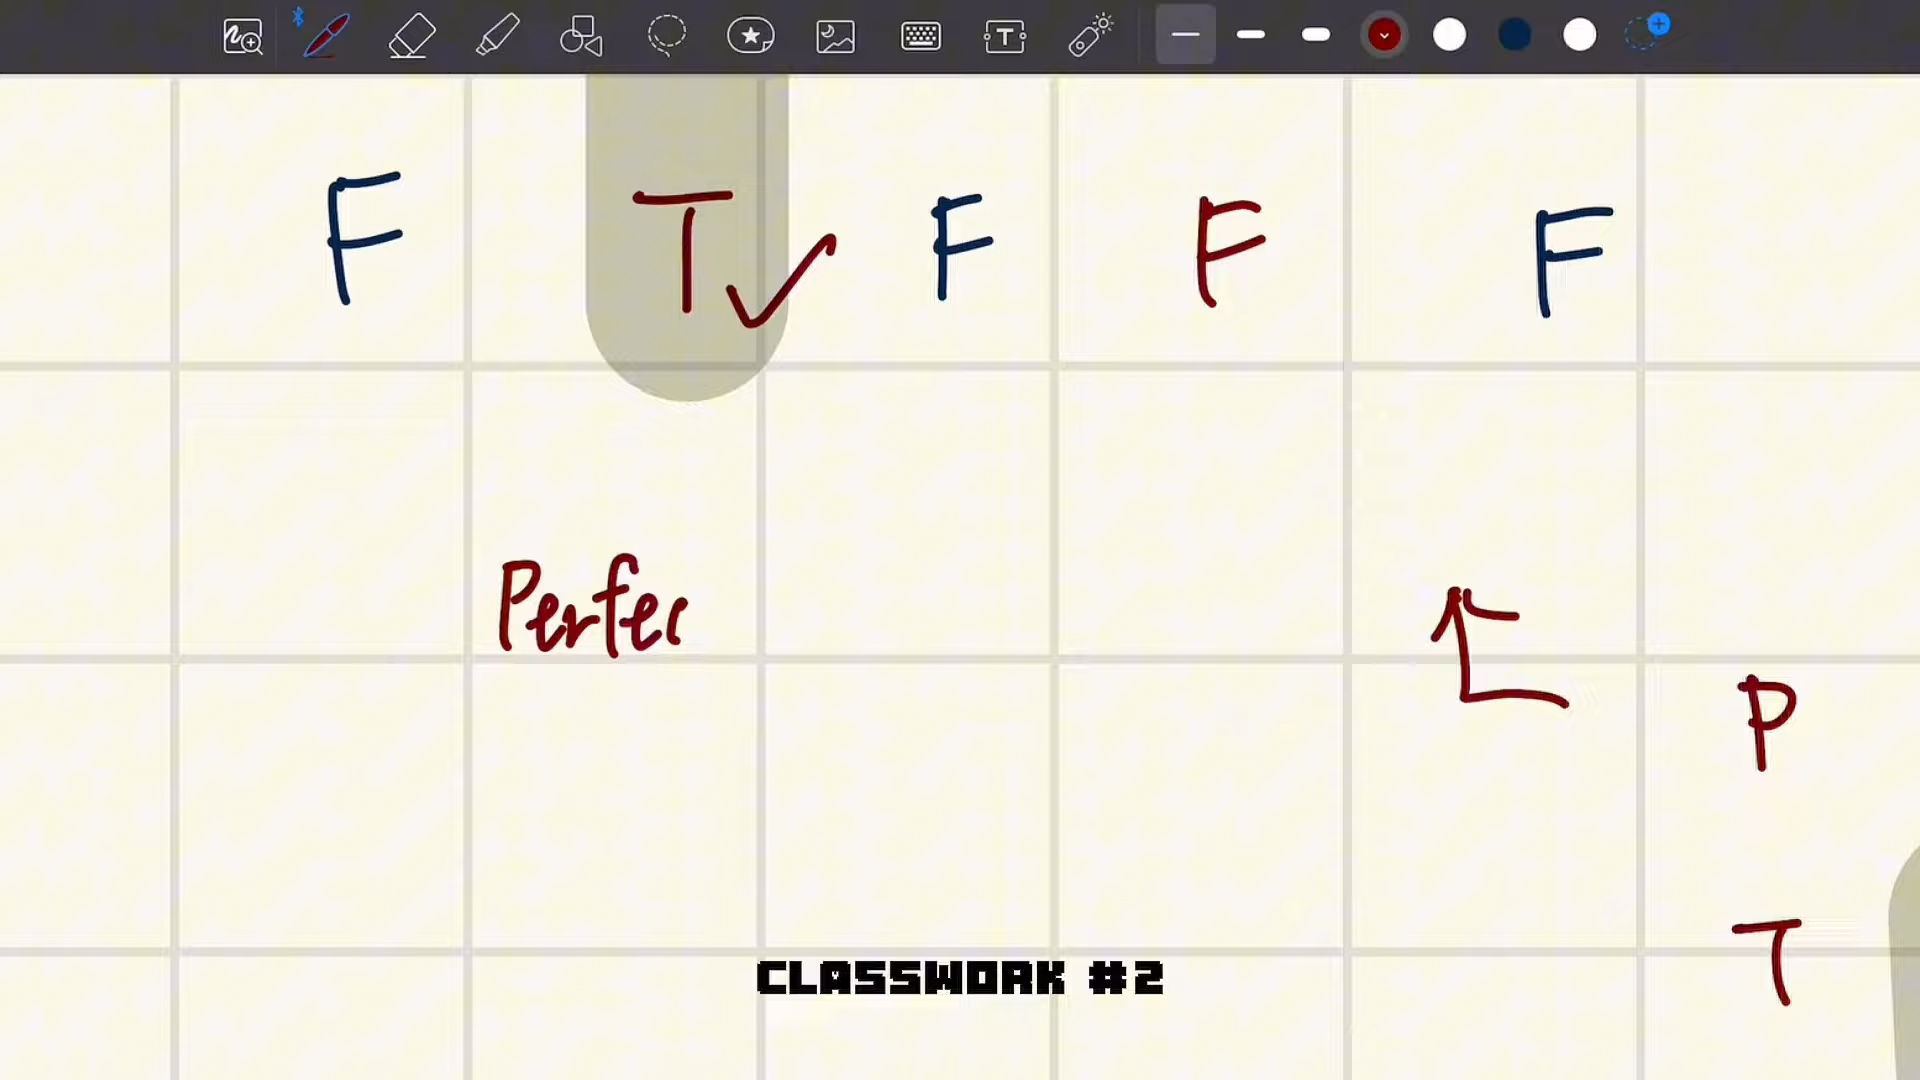 F T F F F
Perfec
P
T
CLASSWORK #2